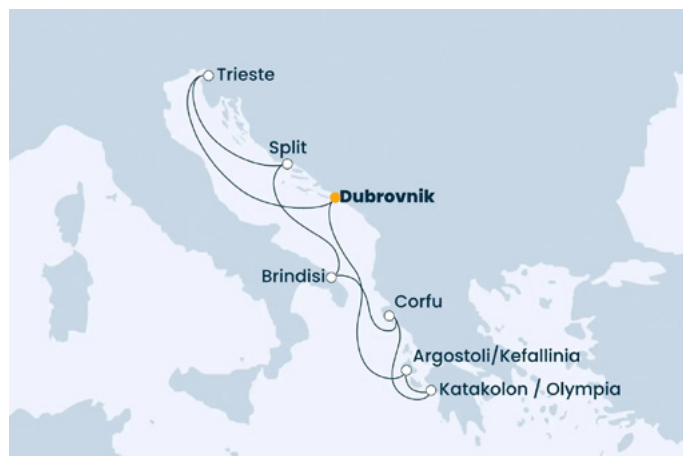 Trieste
Split
Dubrovnik
Brindisi
Corfu
Argostoli/Kefallinia
Katakolon / Olympia